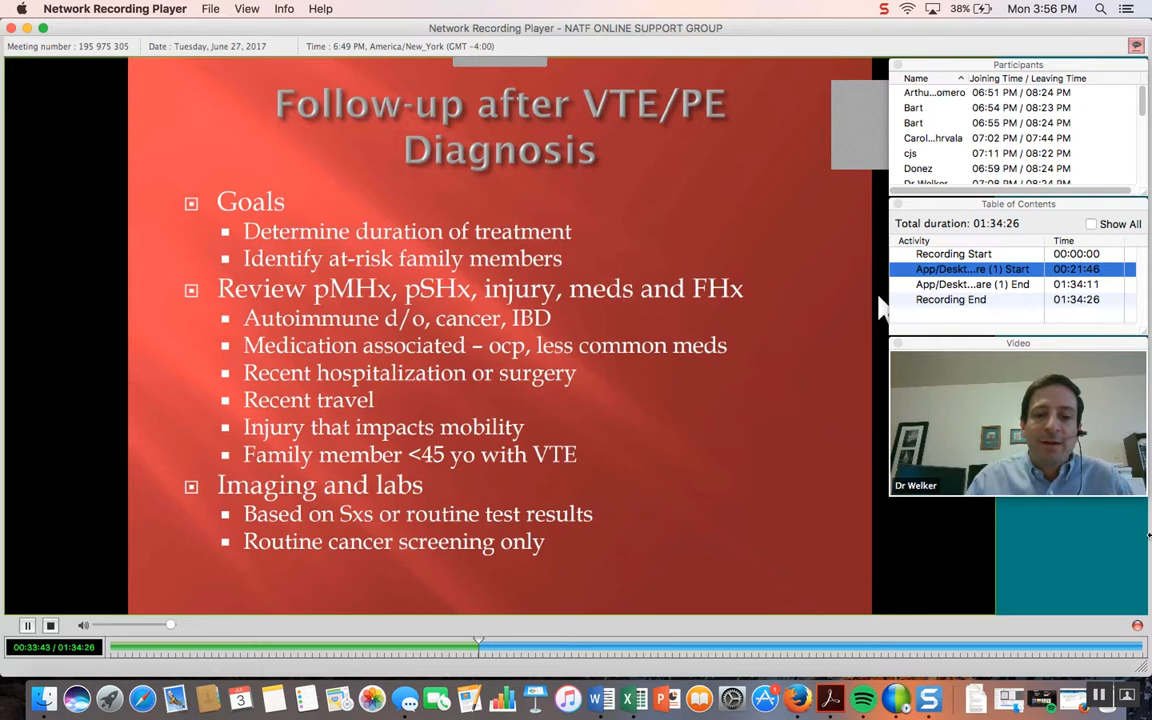 Network Recording Player File View Info Help 38% Mon 3:56 PM
Network Recording Player - NATF ONLINE SUPPORT GROUP
Meeting number : 195 975 305 Date : Tuesday, June 27, 2017 Time : 6:49 PM, America/New_York (GMT -4:00)
Follow-up after VTE/PE
Diagnosis
Goals
Determine duration of treatment
Identify at-risk family members
Review pMHx, pSHx, injury, meds and FHx
Autoimmune d/o, cancer, IBD
Medication associated – ocp, less common meds
Recent hospitalization or surgery
Recent travel
Injury that impacts mobility
Family member <45 yo with VTE
Imaging and labs
Based on Sxs or routine test results
Routine cancer screening only
Participants
Name Joining Time / Leaving Time
Arthu...omero 06:51 PM / 08:24 PM
Bart 06:54 PM / 08:23 PM
Bart 06:55 PM / 08:24 PM
Carol...hrvala 07:02 PM / 07:44 PM
cjs 07:11 PM / 08:22 PM
Donez 06:59 PM / 08:24 PM
Dr Welker 07:08 PM / 08:24 PM
Table of Contents
Total duration: 01:34:26 Show All
Activity Time
Recording Start 00:00:00
App/Deskt...re (1) Start 00:21:46
App/Deskt...are (1) End 01:34:11
Recording End 01:34:26
Video
Dr Welker
00:33:43 / 01:34:26